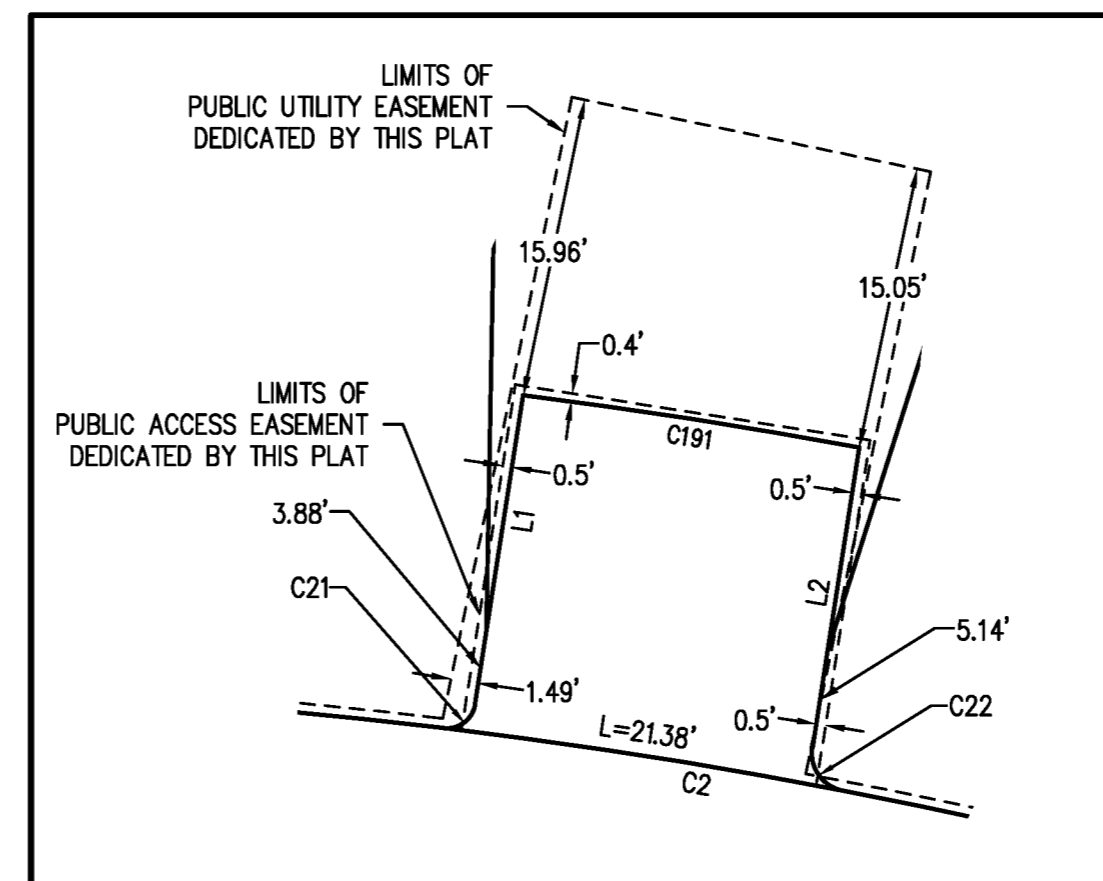 LIMITS OF
PUBLIC UTILITY EASEMENT
DEDICATED BY THIS PLAT
15.96'
15.05'
0.4'
LIMITS OF
PUBLIC ACCESS EASEMENT
DEDICATED BY THIS PLAT
C191
0.5'
0.5'
3.88'
L1
C21
L2
5.14'
1.49'
C22
L=21.38'
0.5'
C2